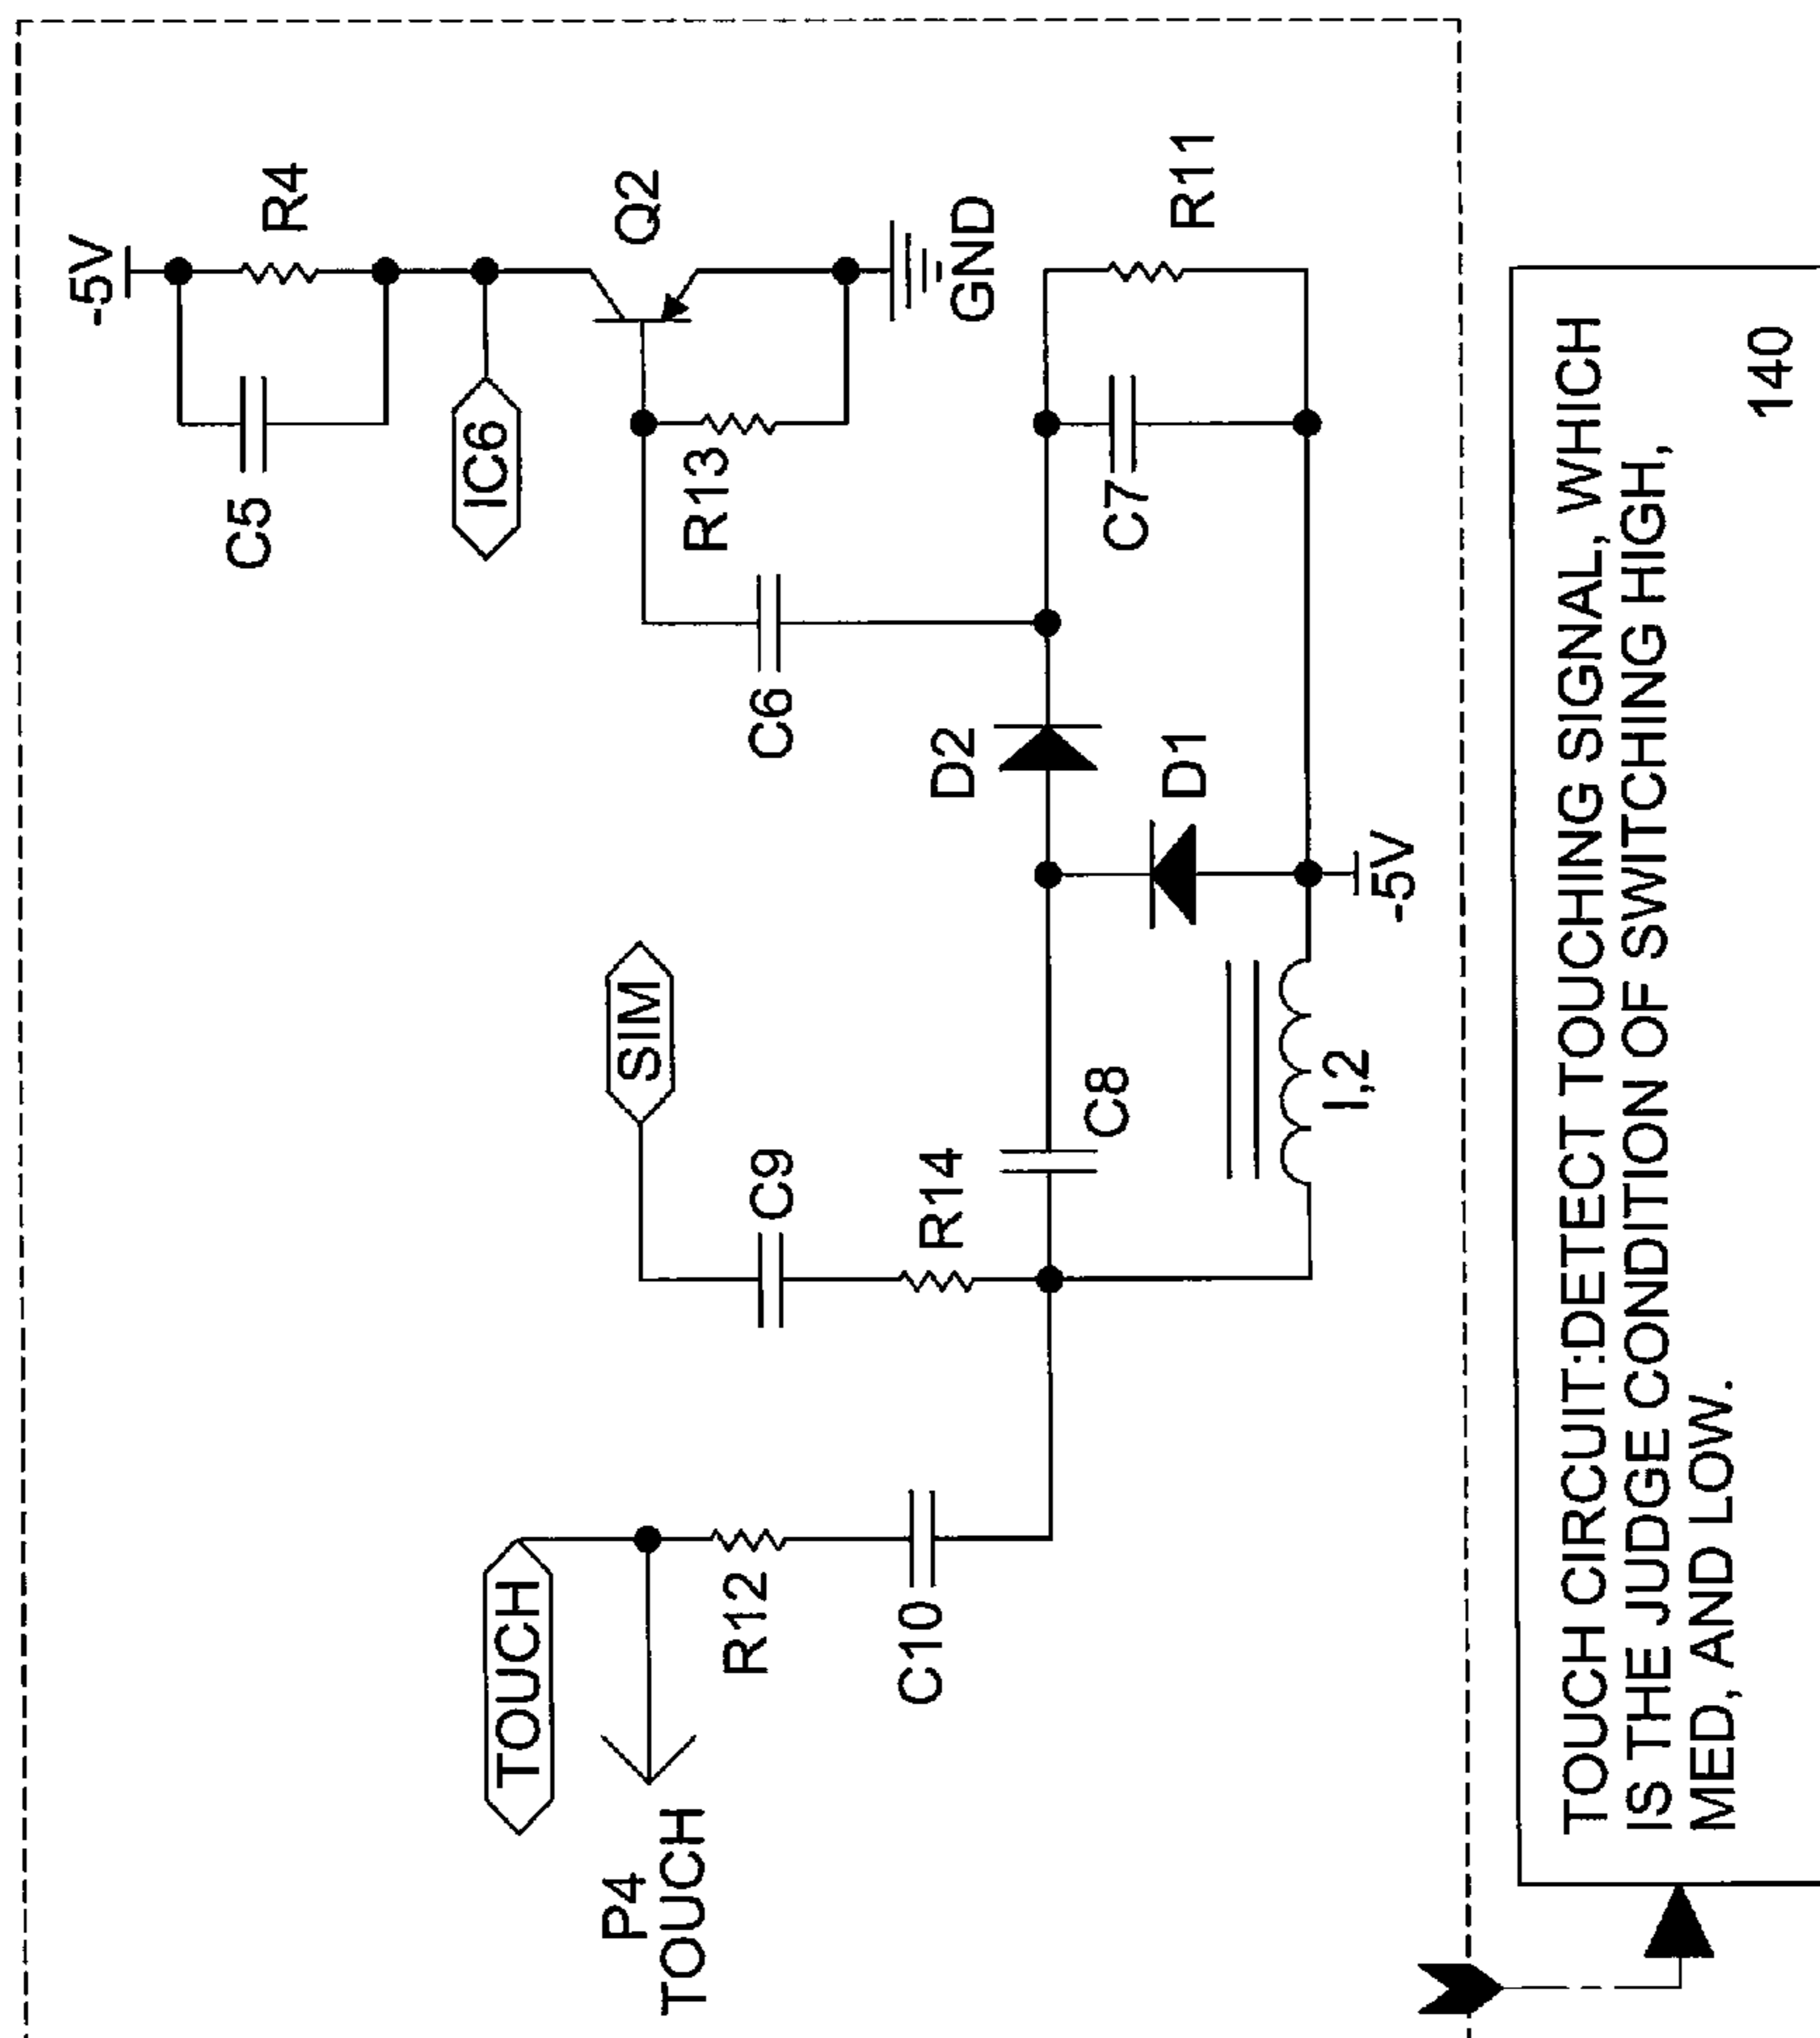 -5V
C5
R4
IC6
Q2
R13
GND
C6
C7
R11
D2
D1
-5V
SIM
C9
R14
C8
L2
TOUCH
R12
C10
P4
TOUCH
TOUCH CIRCUIT:DETECT TOUCHING SIGNAL, WHICH
IS THE JUDGE CONDITION OF SWITCHING HIGH,
MED, AND LOW.
140